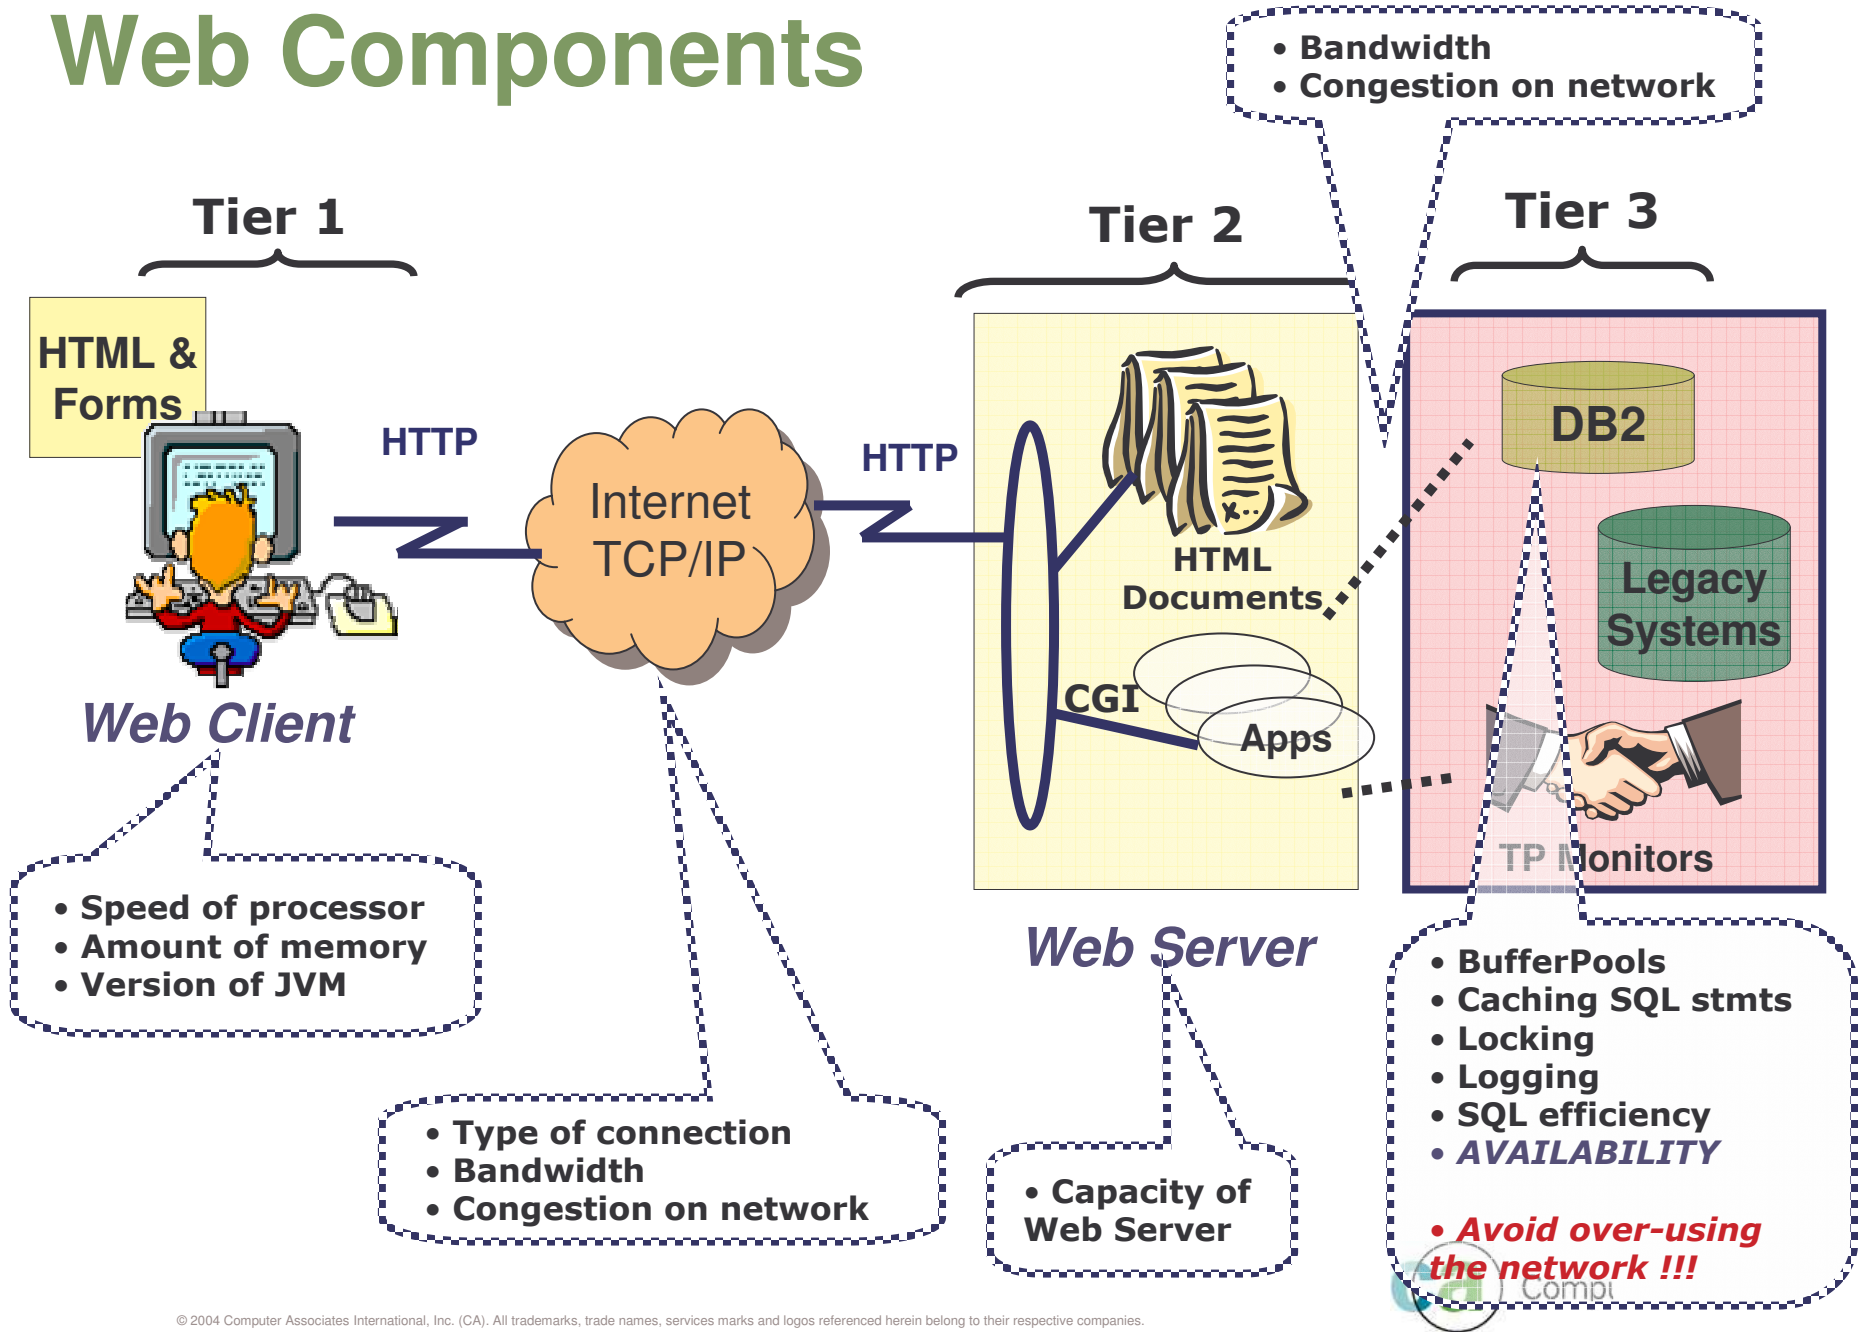 Web Components
• Bandwidth
• Congestion on network
Tier 1
Tier 2
Tier 3
HTML &
Forms
HTTP
Internet
TCP/IP
HTTP
HTML
Documents
CGI
Apps
DB2
Legacy
Systems
TP Monitors
Web Client
Web Server
• Speed of processor
• Amount of memory
• Version of JVM
• Type of connection
• Bandwidth
• Congestion on network
• Capacity of
Web Server
• BufferPools
• Caching SQL stmts
• Locking
• Logging
• SQL efficiency
• AVAILABILITY
• Avoid over-using
the network !!!
ca
© 2004 Computer Associates International, Inc. (CA). All trademarks, trade names, services marks and logos referenced herein belong to their respective companies.